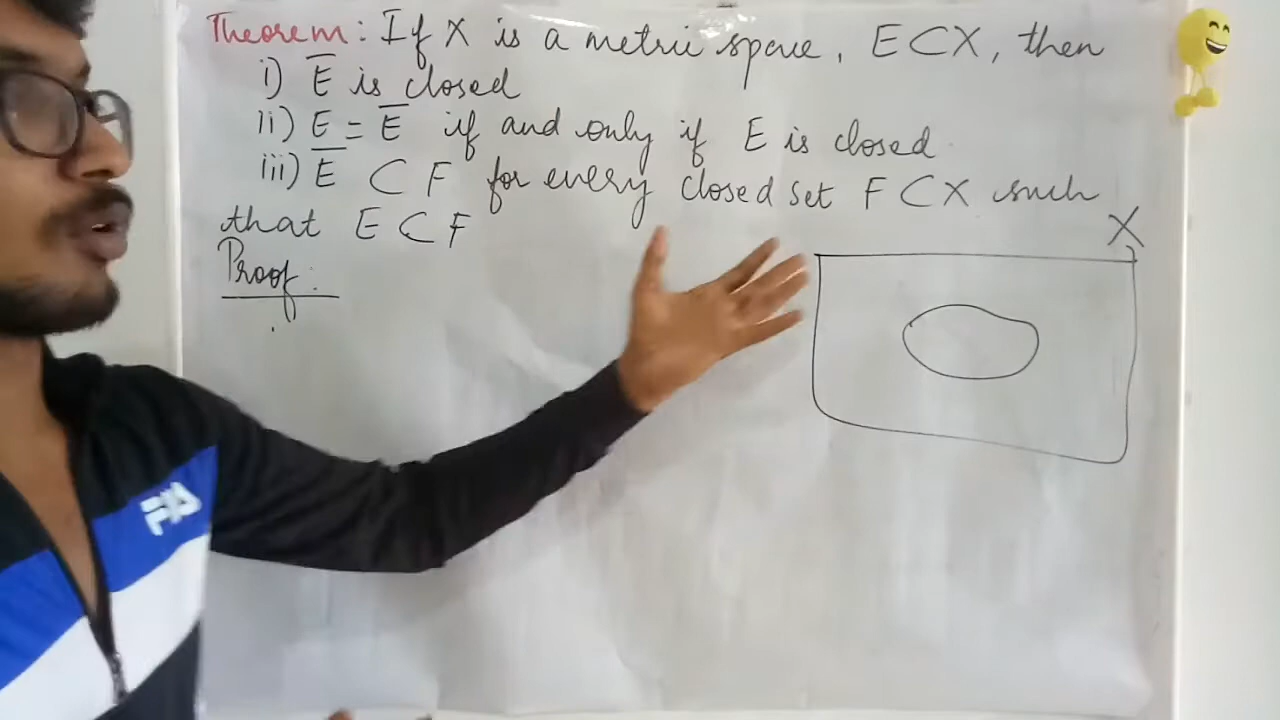 Theorem: If X is a metric space, E ⊂ X, then
i) E̅ is closed
ii) E = E̅ if and only if E is closed.
iii) E̅ ⊂ F for every closed set F ⊂ X such
that E ⊂ F
Proof:
X
FILA